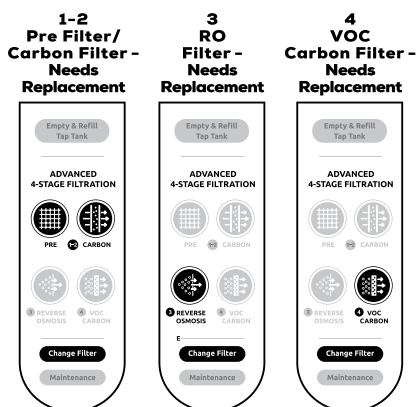 1-2
Pre Filter/
Carbon Filter –
Needs
Replacement
Empty & Refill
Tap Tank
ADVANCED
4-STAGE FILTRATION
PRE 1-2 CARBON
3 REVERSE
OSMOSIS
4 VOC
CARBON
Change Filter
Maintenance
3
RO
Filter –
Needs
Replacement
Empty & Refill
Tap Tank
ADVANCED
4-STAGE FILTRATION
PRE 1-2 CARBON
3 REVERSE
OSMOSIS
4 VOC
CARBON
E
Change Filter
Maintenance
4
VOC
Carbon Filter –
Needs
Replacement
Empty & Refill
Tap Tank
ADVANCED
4-STAGE FILTRATION
PRE 1-2 CARBON
3 REVERSE
OSMOSIS
4 VOC
CARBON
Change Filter
Maintenance